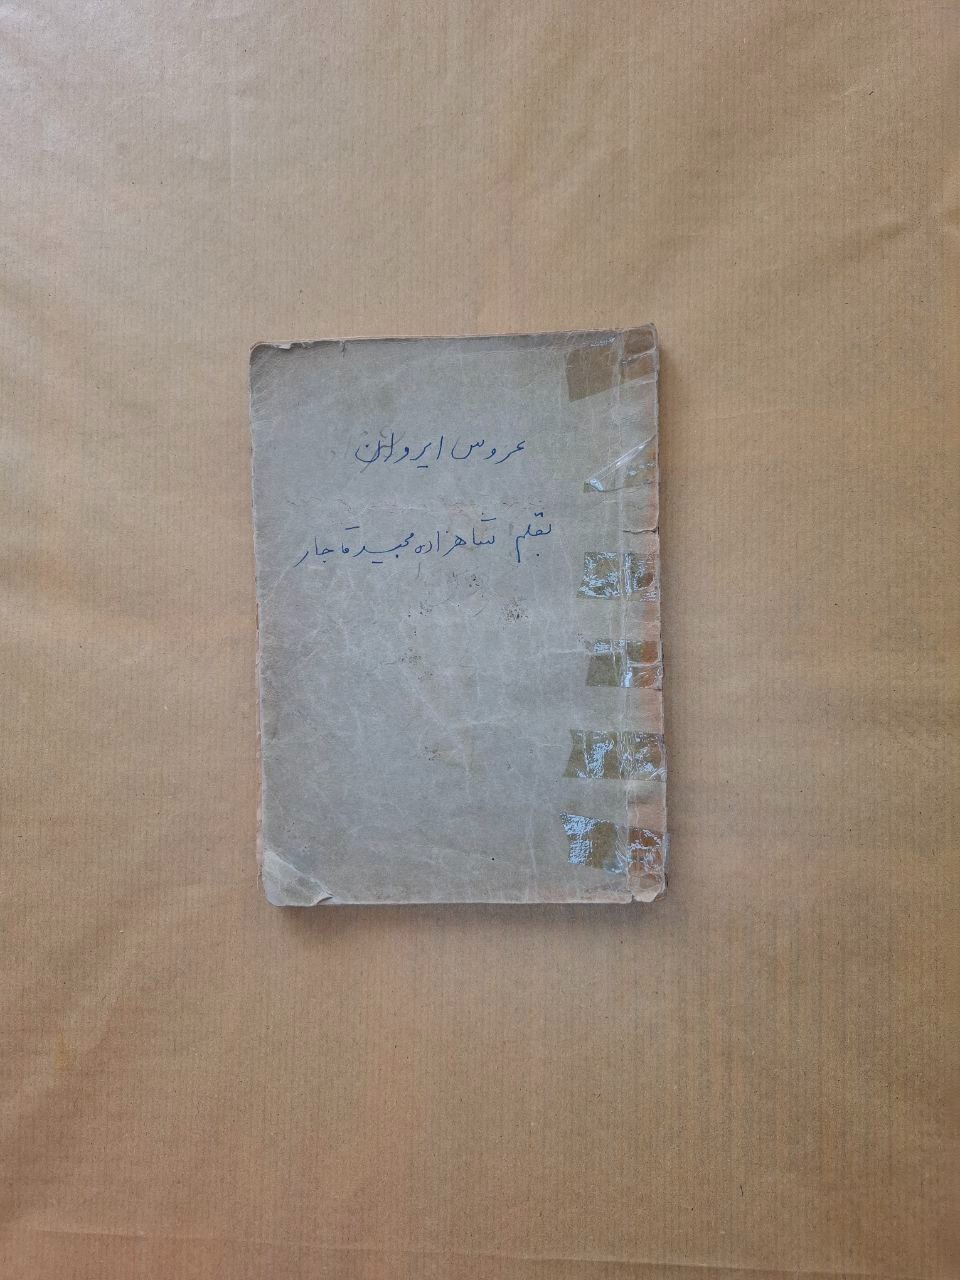 عروس ایروان
بقلم شاهزاده مجید قاجار